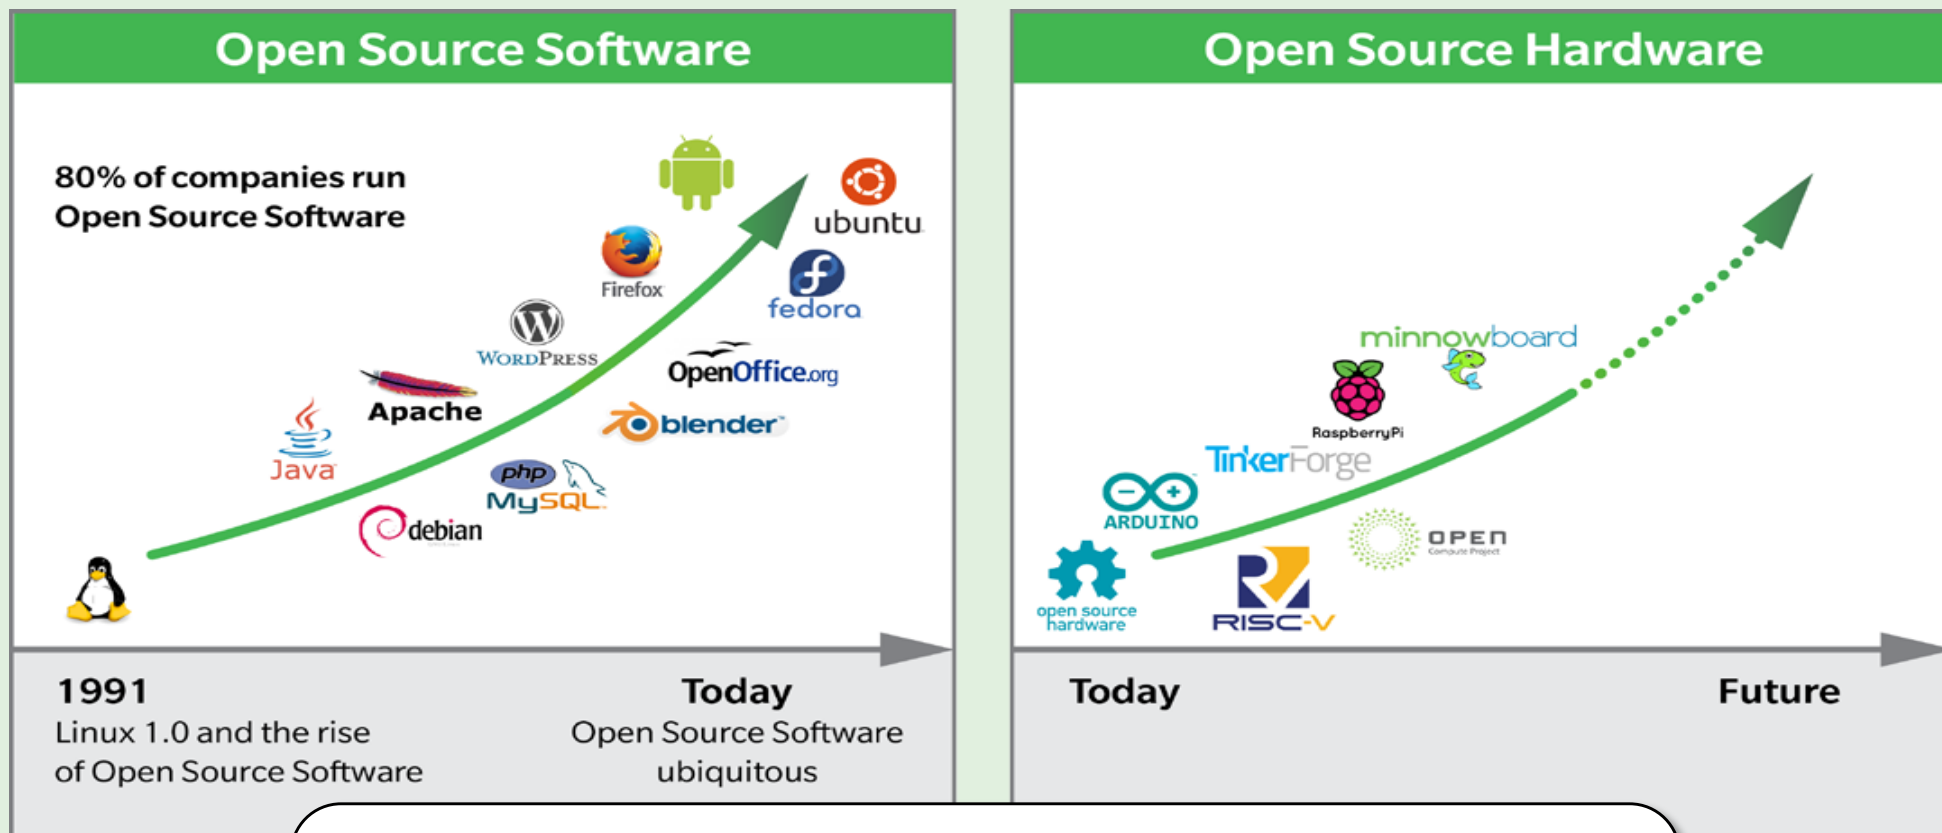 Open Source Software
80% of companies run
Open Source Software
ubuntu
Firefox
fedora
WORDPRESS
OpenOffice.org
Apache
blender
Java
php
MySQL
debian
1991
Linux 1.0 and the rise
of Open Source Software
Today
Open Source Software
ubiquitous
Open Source Hardware
minnowboard
RaspberryPi
TinkerForge
ARDUINO
OPEN
Compute Project
open source
hardware
RISC-V
Today
Future